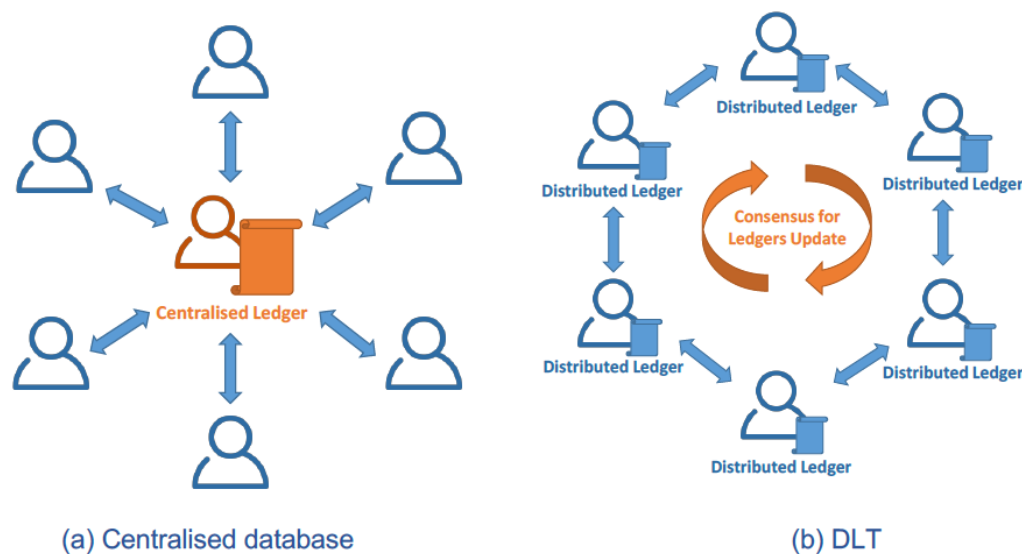 Centralised Ledger
(a) Centralised database
Distributed Ledger
Distributed Ledger
Distributed Ledger
Consensus for
Ledgers Update
Distributed Ledger
Distributed Ledger
Distributed Ledger
(b) DLT